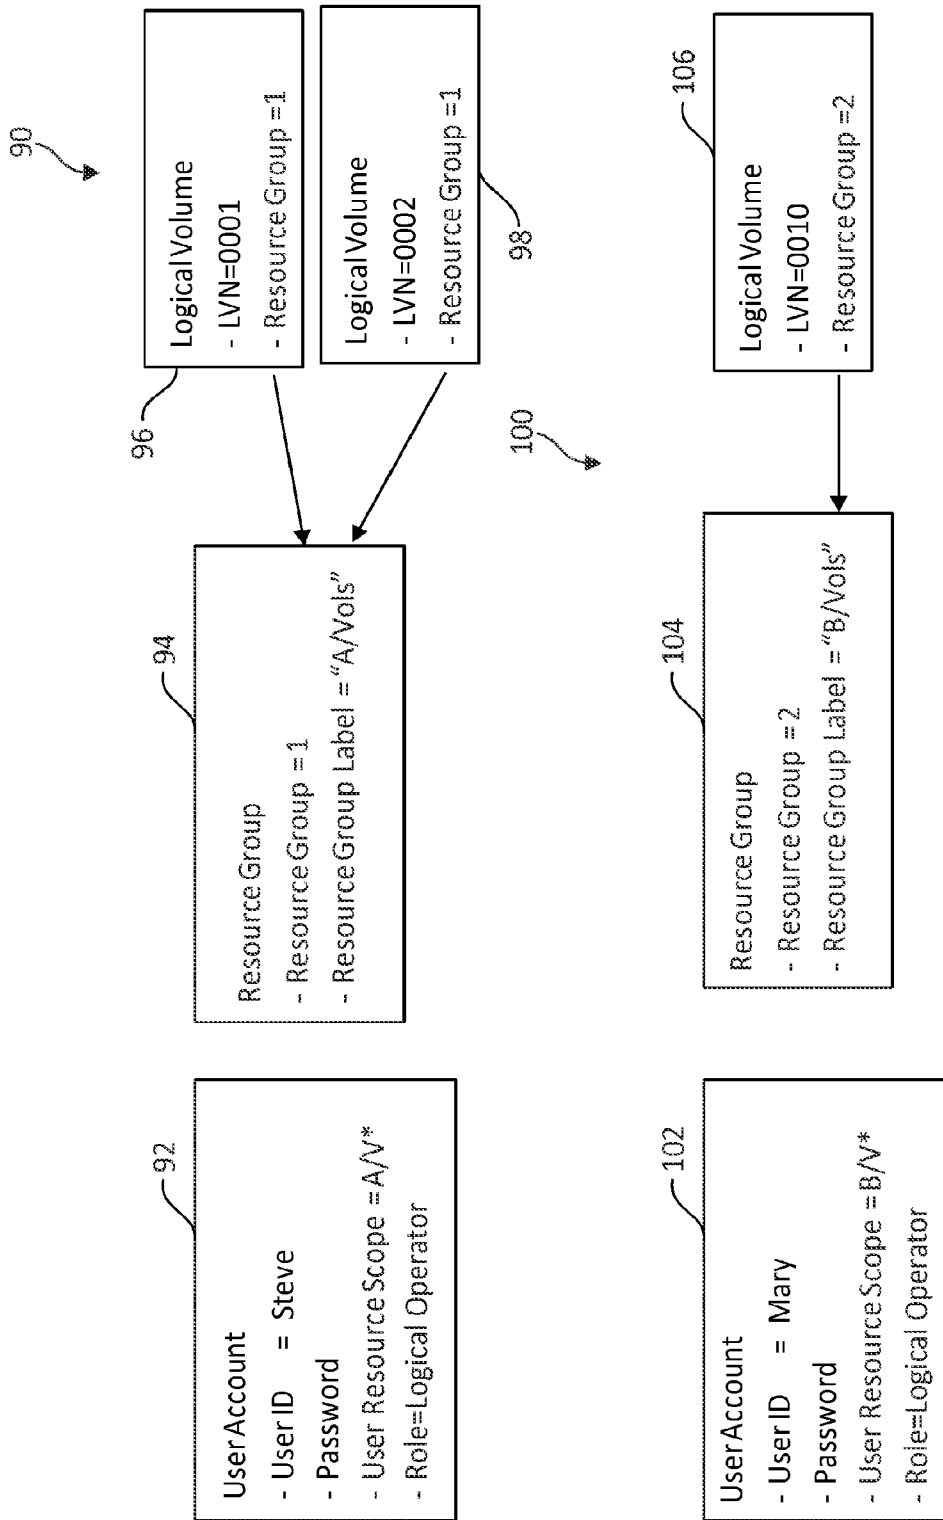 90
92
User Account
- User ID = Steve
- Password
- User Resource Scope = A/V*
- Role=Logical Operator
94
Resource Group
- Resource Group = 1
- Resource Group Label = “A/Vols”
96
Logical Volume
- LVN=0001
- Resource Group =1
Logical Volume
- LVN=0002
- Resource Group =1
98
100
102
User Account
- User ID = Mary
- Password
- User Resource Scope = B/V*
- Role=Logical Operator
104
Resource Group
- Resource Group = 2
- Resource Group Label = “B/Vols”
106
Logical Volume
- LVN=0010
- Resource Group =2